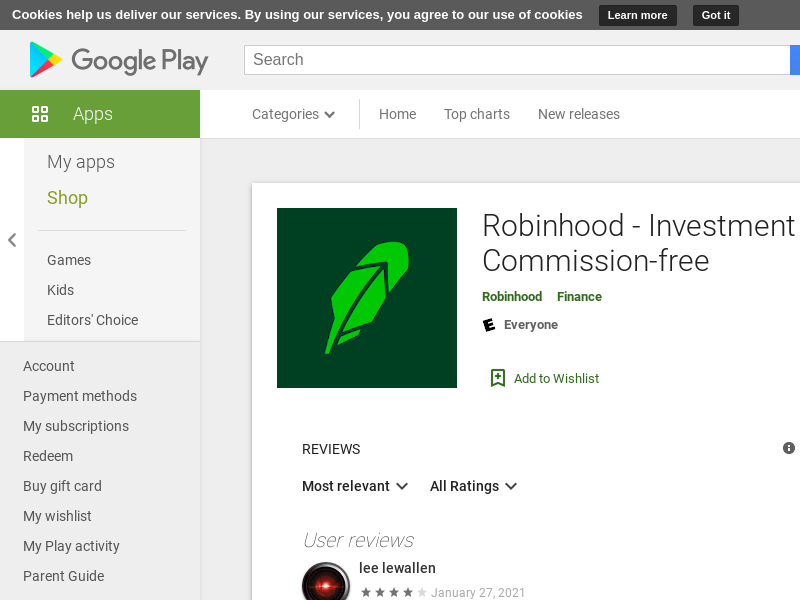 Cookies help us deliver our services. By using our services, you agree to our use of cookies Learn more Got it
Google Play
Search
Apps
Categories Home Top charts New releases
My apps
Shop
Games
Kids
Editors' Choice
Account
Payment methods
My subscriptions
Redeem
Buy gift card
My wishlist
My Play activity
Parent Guide
Robinhood - Investment
Commission-free
Robinhood Finance
E Everyone
Add to Wishlist
REVIEWS
Most relevant All Ratings
User reviews
lee lewallen
January 27, 2021